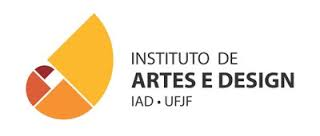 INSTITUTO DE
ARTES E DESIGN
IAD • UFJF